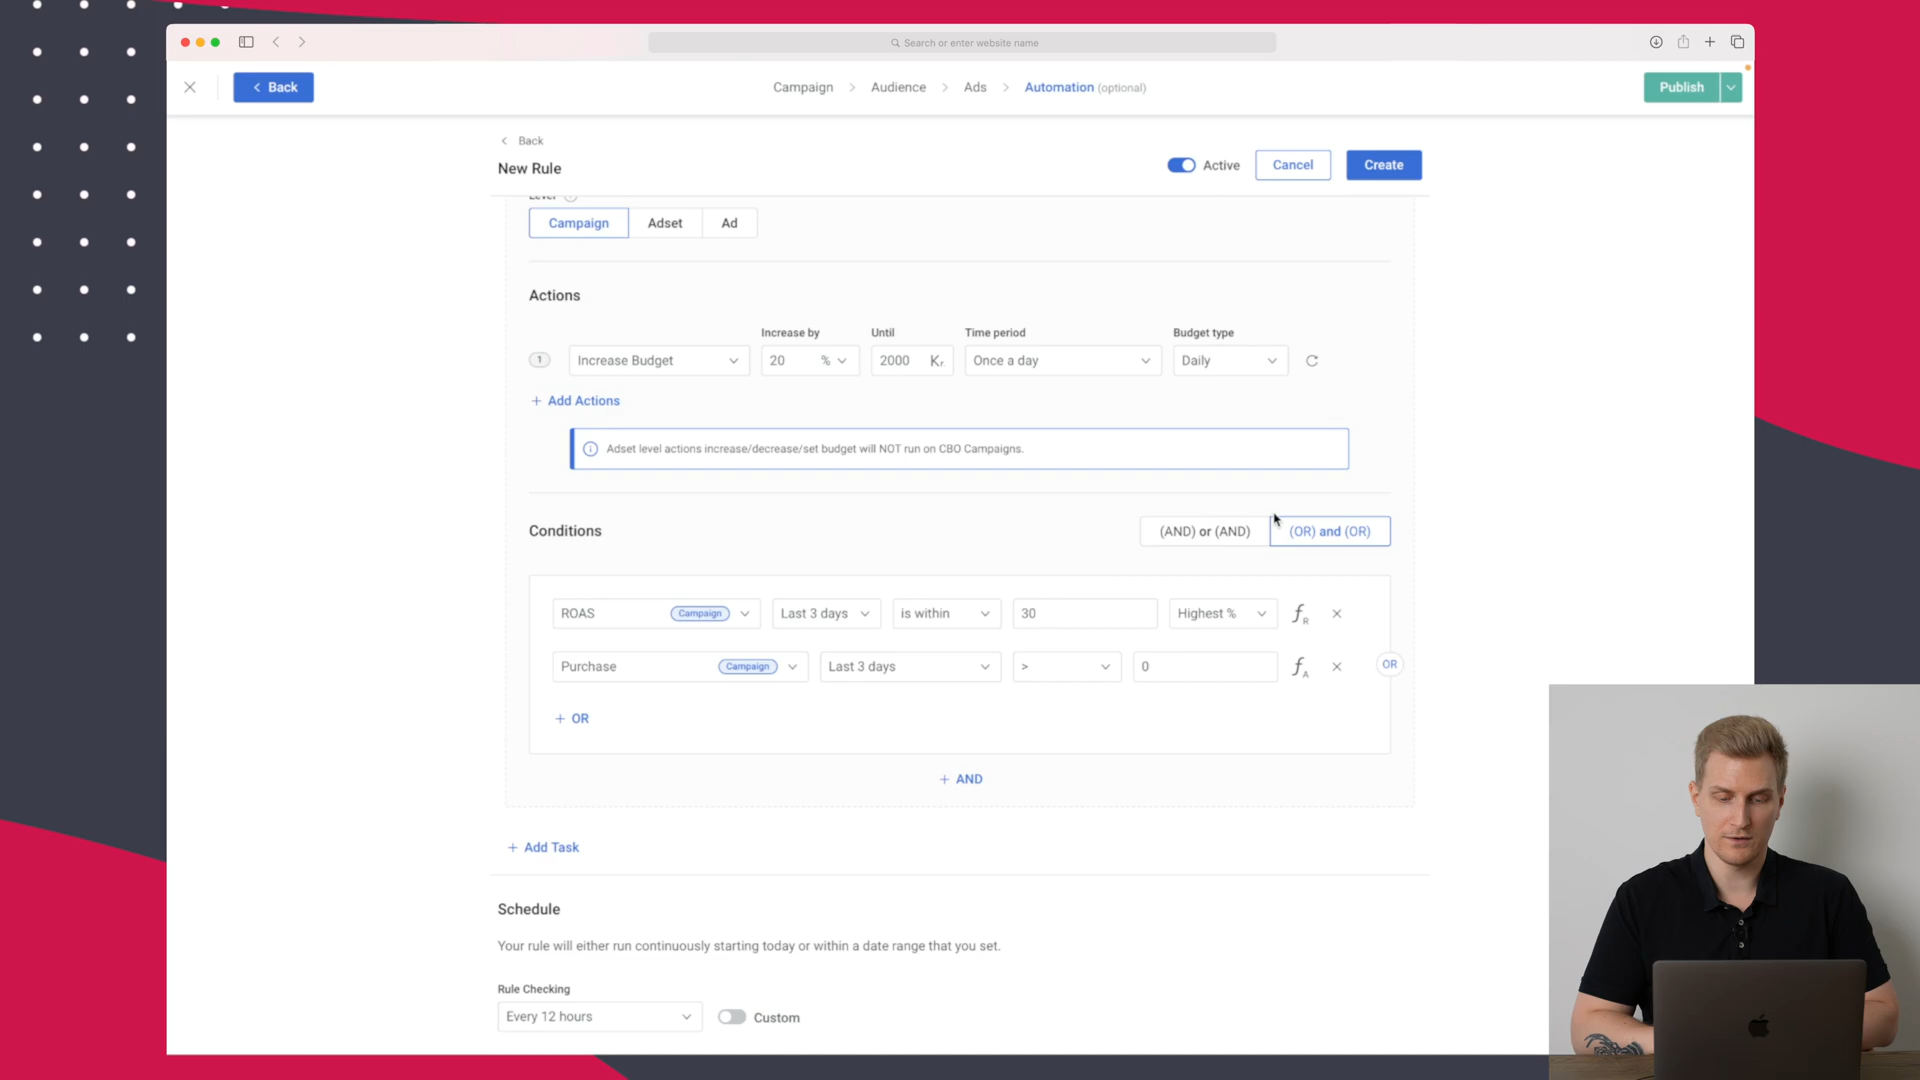 Search or enter website name
Back
Campaign > Audience > Ads > Automation (optional)
Publish
Back
New Rule
Active
Cancel
Create
Level
Campaign Adset Ad
Actions
Increase by Until Time period Budget type
1 Increase Budget 20 % 2000 Kr. Once a day Daily
+ Add Actions
Adset level actions increase/decrease/set budget will NOT run on CBO Campaigns.
Conditions
(AND) or (AND) (OR) and (OR)
ROAS Campaign Last 3 days is within 30 Highest % fR
Purchase Campaign Last 3 days > 0 fA
OR
+ OR
+ AND
+ Add Task
Schedule
Your rule will either run continuously starting today or within a date range that you set.
Rule Checking
Every 12 hours Custom